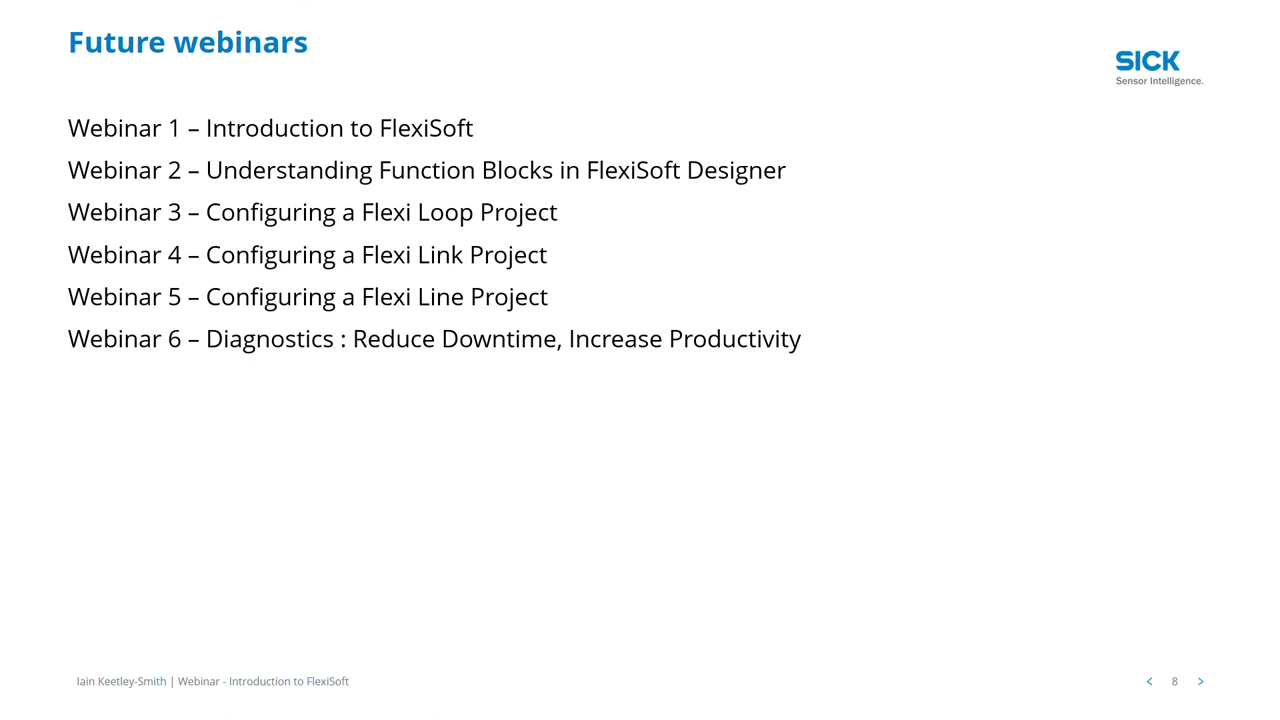 Future webinars
SICK
Sensor Intelligence.
Webinar 1 – Introduction to FlexiSoft
Webinar 2 – Understanding Function Blocks in FlexiSoft Designer
Webinar 3 – Configuring a Flexi Loop Project
Webinar 4 – Configuring a Flexi Link Project
Webinar 5 – Configuring a Flexi Line Project
Webinar 6 – Diagnostics : Reduce Downtime, Increase Productivity
Iain Keetley-Smith | Webinar - Introduction to FlexiSoft
< 8 >